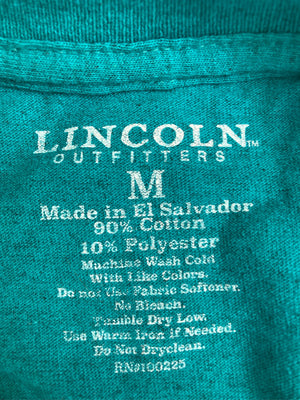 LINCOLN™
OUTFITTERS
M
Made in El Salvador
90% Cotton
10% Polyester
Machine Wash Cold
With Like Colors.
Do not Use Fabric Softener.
No Bleach.
Tumble Dry Low.
Use Warm Iron if Needed.
Do Not Dryclean.
RN#100225